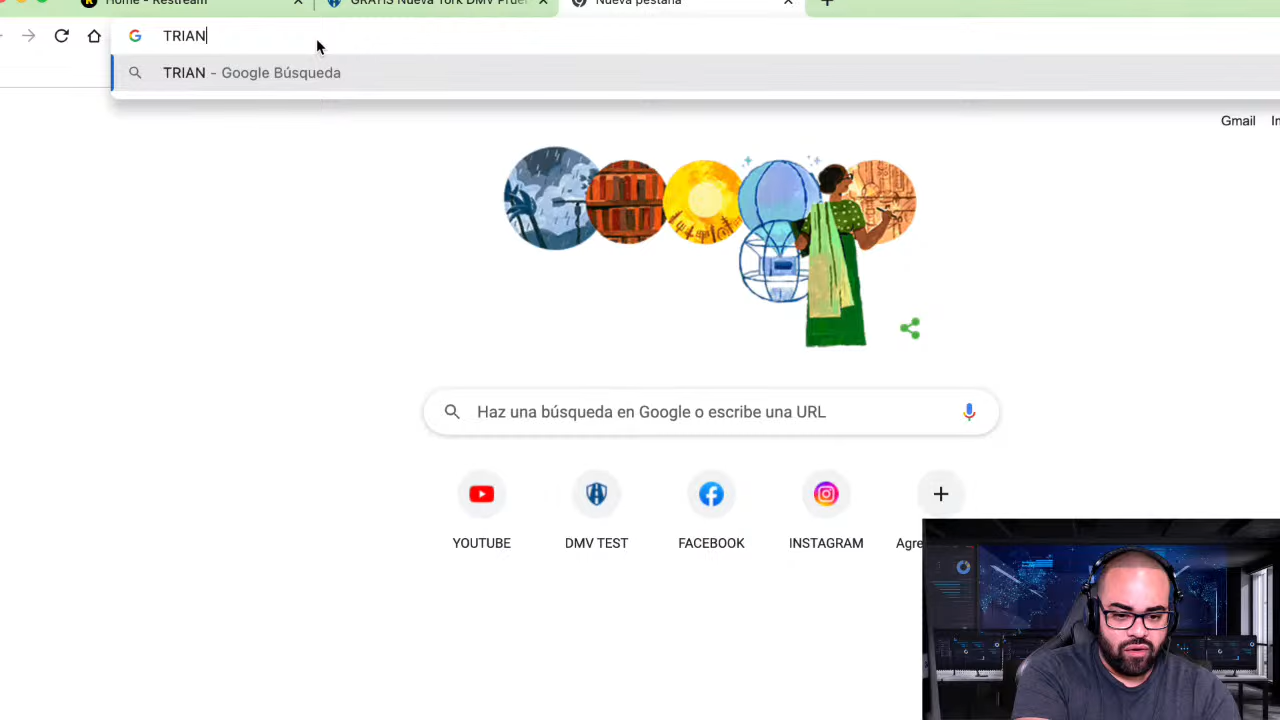 Home - Restream
GRATIS Nueva York DMV Prue
Nueva pestaña
TRIAN
TRIAN - Google Búsqueda
Gmail
Haz una búsqueda en Google o escribe una URL
YOUTUBE
DMV TEST
FACEBOOK
INSTAGRAM
Agre